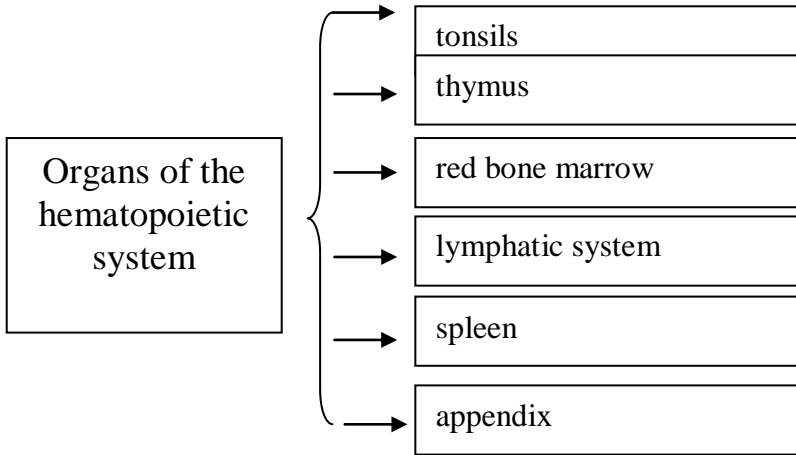 Organs of the
hematopoietic
system
tonsils
thymus
red bone marrow
lymphatic system
spleen
appendix